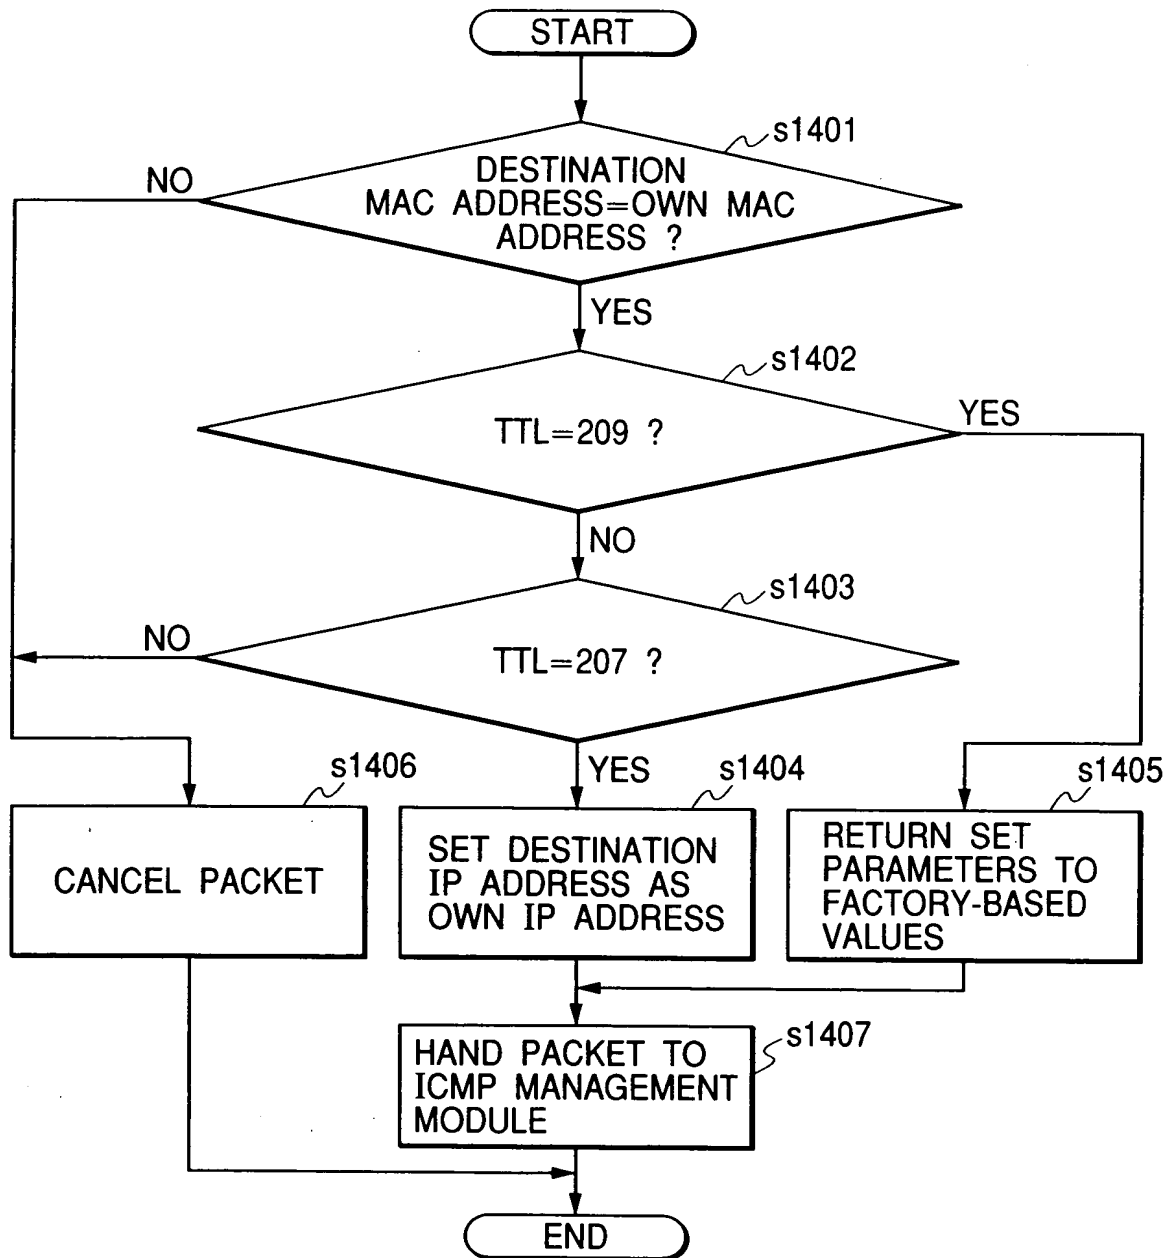 START
s1401
DESTINATION
MAC ADDRESS=OWN MAC
ADDRESS ?
NO
YES
s1402
TTL=209 ?
YES
NO
s1403
TTL=207 ?
NO
YES
s1406
CANCEL PACKET
s1404
SET DESTINATION
IP ADDRESS AS
OWN IP ADDRESS
s1405
RETURN SET
PARAMETERS TO
FACTORY-BASED
VALUES
s1407
HAND PACKET TO
ICMP MANAGEMENT
MODULE
END